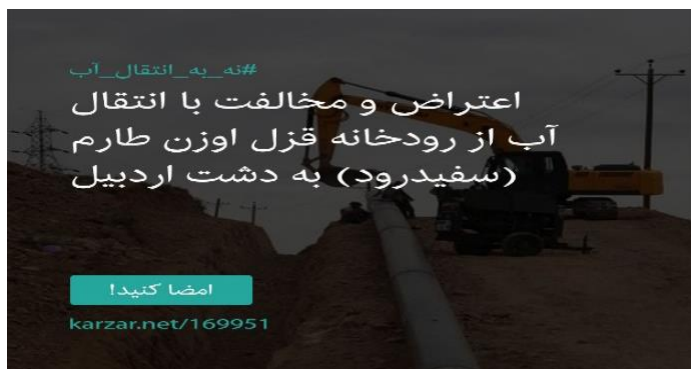 #نه_به_انتقال_آب
اعتراض و مخالفت با انتقال
آب از رودخانه قزل اوزن طارم
(سفیدرود) به دشت اردبیل
امضا کنید!
karzar.net/169951